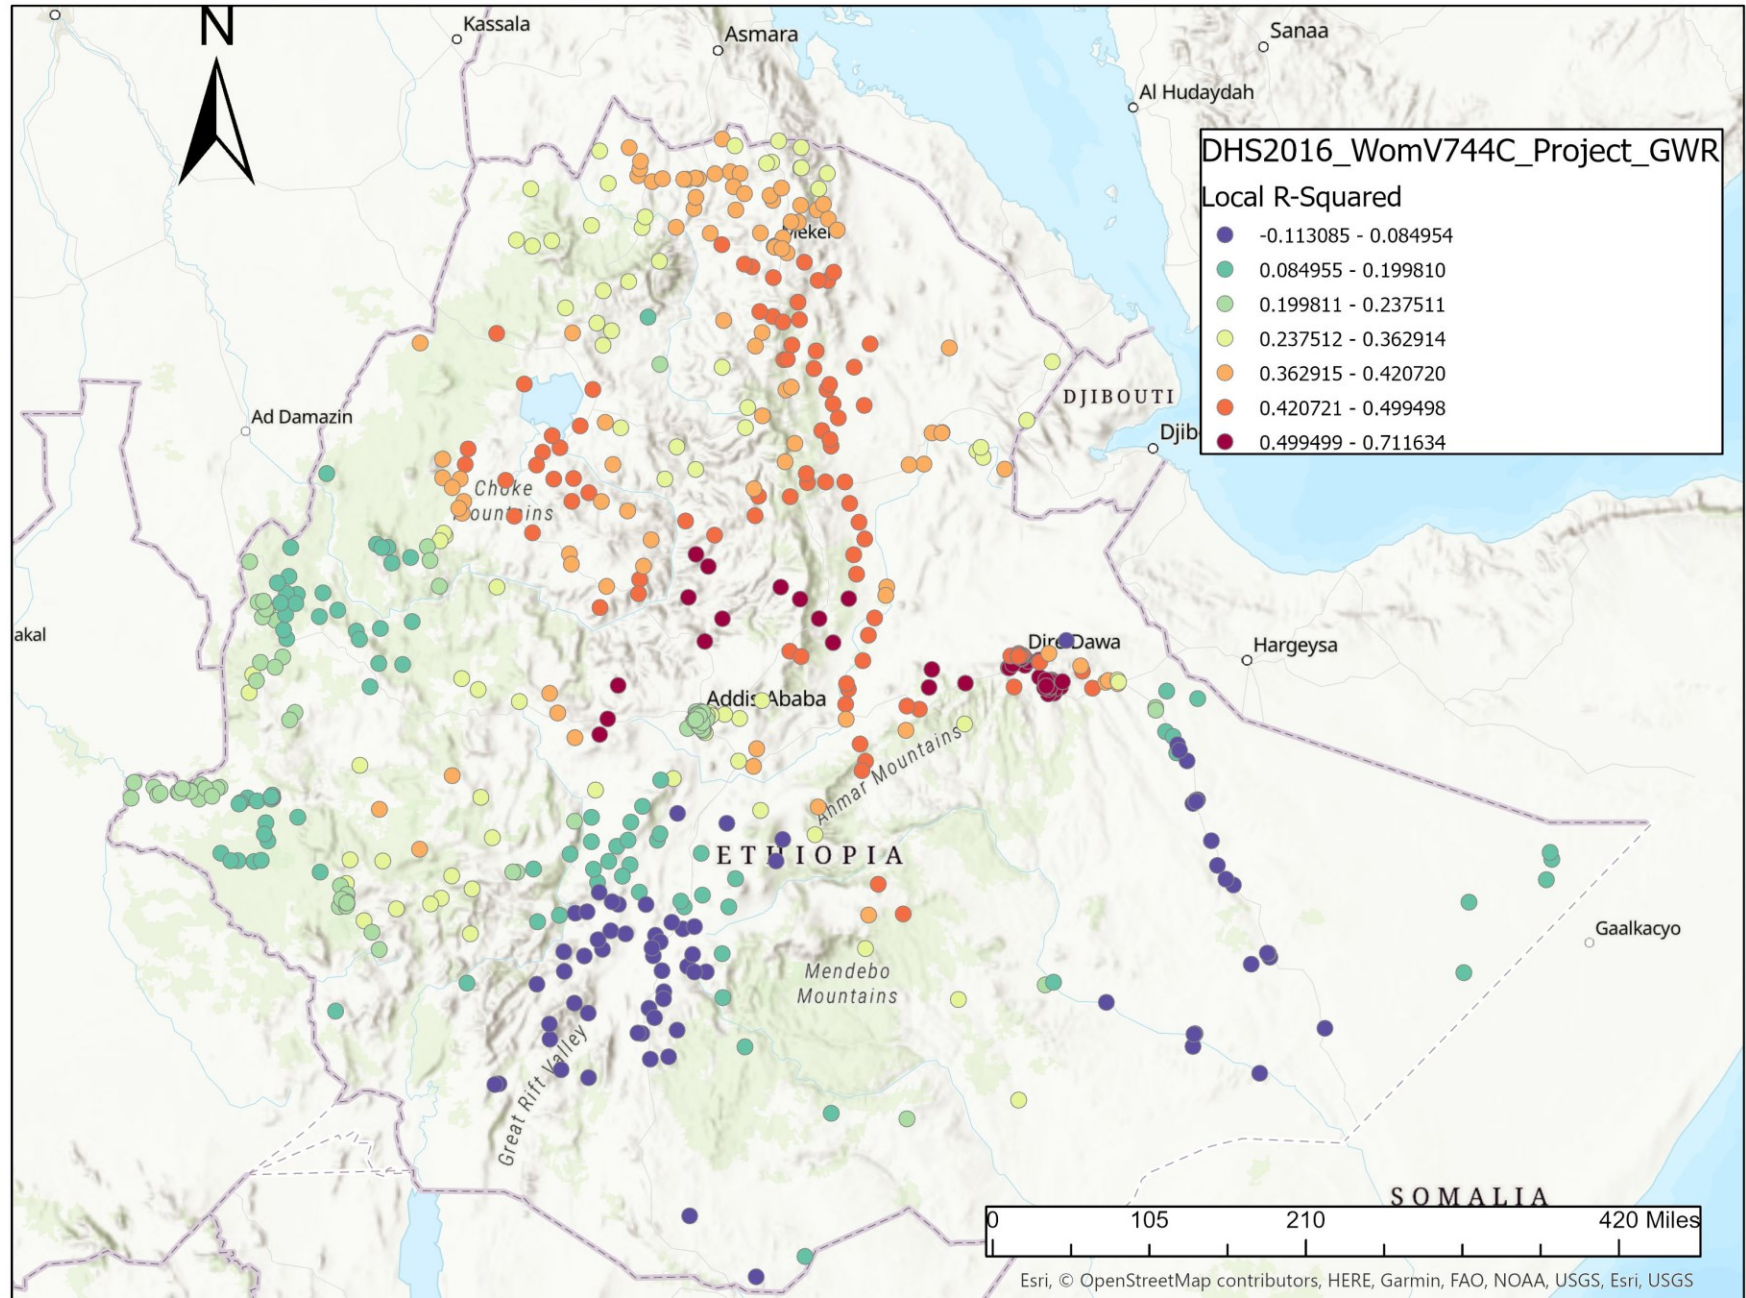 N
Kassala
Asmara
Sanaa
Al Hudaydah
DHS2016_WomV744C_Project_GWR
Local R-Squared
-0.113085 - 0.084954
0.084955 - 0.199810
0.199811 - 0.237511
0.237512 - 0.362914
0.362915 - 0.420720
0.420721 - 0.499498
0.499499 - 0.711634
DJIBOUTI
Ad Damazin
Choke
Mountains
akal
Dire Dawa
Hargeysa
Addis Ababa
Ahmar Mountains
ETHIOPIA
Gaalkacyo
Mendebo
Mountains
Great Rift Valley
SOMALIA
0 105 210 420 Miles
Esri, © OpenStreetMap contributors, HERE, Garmin, FAO, NOAA, USGS, Esri, USGS